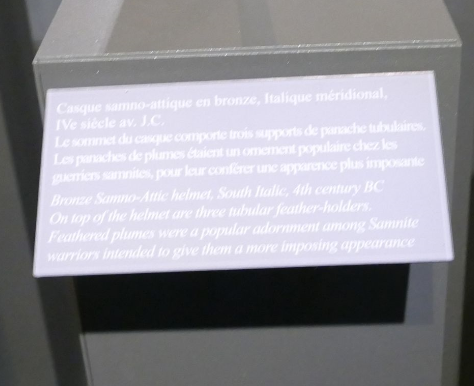 Casque samno-attique en bronze, Italique méridional,
IVe siècle av. J.C.
Le sommet du casque comporte trois supports de panache tubulaires.
Les panaches de plumes étaient un ornement populaire chez les
guerriers samnites, pour leur conférer une apparence plus imposante
Bronze Samno-Attic helmet, South Italic, 4th century BC
On top of the helmet are three tubular feather-holders.
Feathered plumes were a popular adornment among Samnite
warriors intended to give them a more imposing appearance